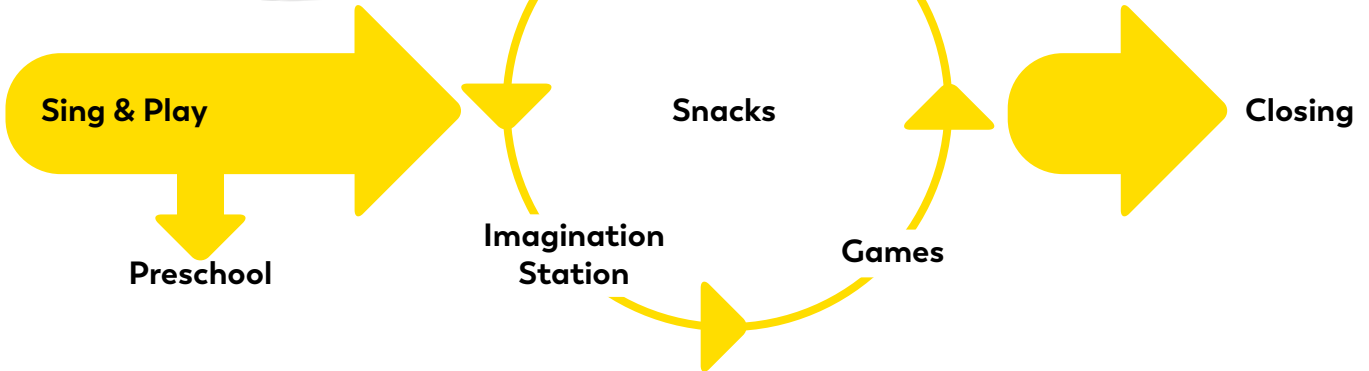 Sing & Play
Snacks
Closing
Imagination
Station
Games
Preschool